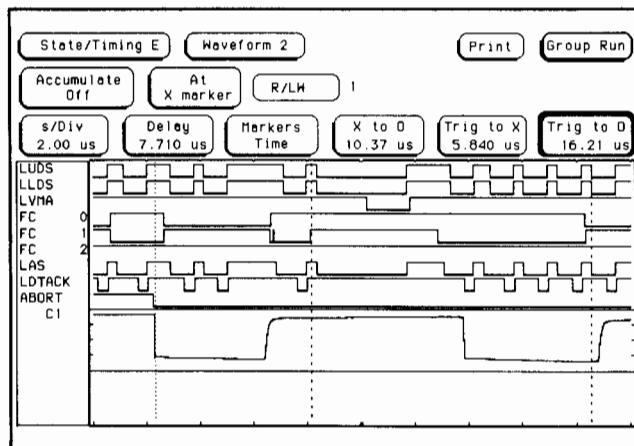 State/Timing E Waveform 2 Print Group Run
Accumulate Off At X marker R/LW 1
s/Div 2.00 us Delay 7.710 us Markers Time X to O 10.37 us Trig to X 5.840 us Trig to O 16.21 us
LUDS
LLDS
LVMA
FC 0
FC 1
FC 2
LAS
LDTACK
ABORT
C1